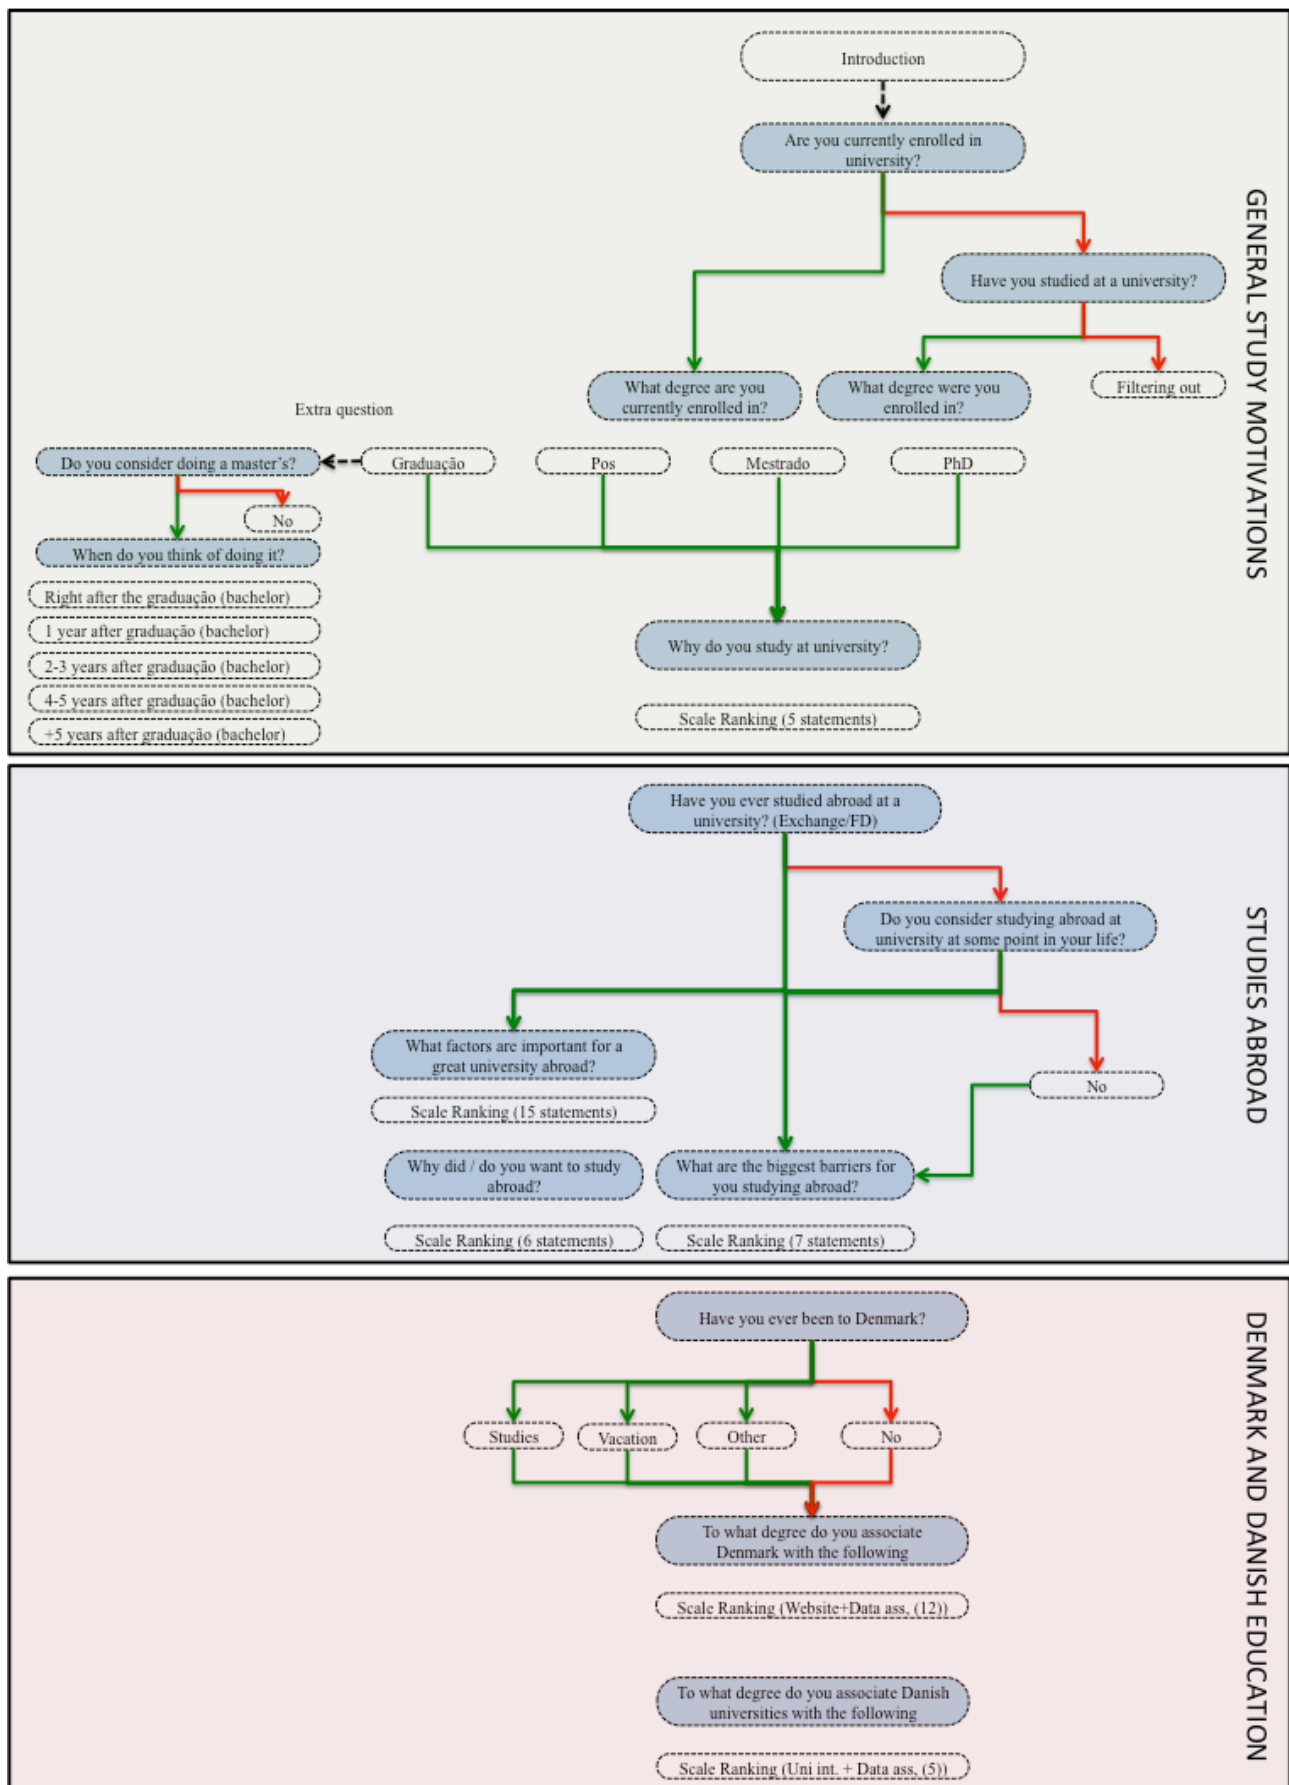 Introduction
Are you currently enrolled in
university?
Have you studied at a university?
What degree are you
currently enrolled in?
What degree were you
enrolled in?
Filtering out
Extra question
Do you consider doing a master's?
Graduação
Pos
Mestrado
PhD
No
When do you think of doing it?
Right after the graduação (bachelor)
1 year after graduação (bachelor)
2-3 years after graduação (bachelor)
4-5 years after graduação (bachelor)
+5 years after graduação (bachelor)
Why do you study at university?
Scale Ranking (5 statements)
GENERAL STUDY MOTIVATIONS
Have you ever studied abroad at a
university? (Exchange/FD)
Do you consider studying abroad at
university at some point in your life?
What factors are important for a
great university abroad?
No
Scale Ranking (15 statements)
Why did / do you want to study
abroad?
What are the biggest barriers for
you studying abroad?
Scale Ranking (6 statements)
Scale Ranking (7 statements)
STUDIES ABROAD
Have you ever been to Denmark?
Studies
Vacation
Other
No
To what degree do you associate
Denmark with the following
Scale Ranking (Website+Data ass, (12))
To what degree do you associate Danish
universities with the following
Scale Ranking (Uni int. + Data ass, (5))
DENMARK AND DANISH EDUCATION